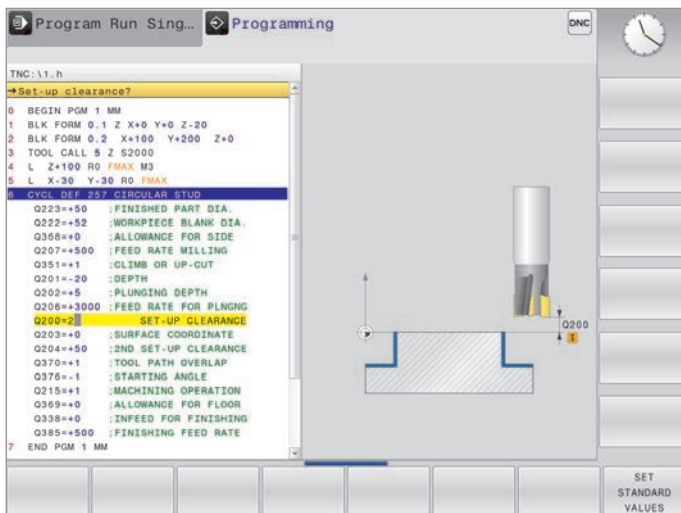 Program Run Sing…
Programming
DNC
TNC:\1.h
→Set-up clearance?
0 BEGIN PGM 1 MM
1 BLK FORM 0.1 Z X+0 Y+0 Z-20
2 BLK FORM 0.2 X+100 Y+200 Z+0
3 TOOL CALL 5 Z S2000
4 L Z+100 R0 FMAX M3
5 L X-30 Y-30 R0 FMAX
6 CYCL DEF 257 CIRCULAR STUD
Q223=+50 ;FINISHED PART DIA.
Q222=+52 ;WORKPIECE BLANK DIA.
Q368=+0 ;ALLOWANCE FOR SIDE
Q207=+500 ;FEED RATE MILLING
Q351=+1 ;CLIMB OR UP-CUT
Q201=-20 ;DEPTH
Q202=+5 ;PLUNGING DEPTH
Q206=+3000 ;FEED RATE FOR PLNGNG
Q200=2 SET-UP CLEARANCE
Q203=+0 ;SURFACE COORDINATE
Q204=+50 ;2ND SET-UP CLEARANCE
Q370=+1 ;TOOL PATH OVERLAP
Q376=-1 ;STARTING ANGLE
Q215=+1 ;MACHINING OPERATION
Q369=+0 ;ALLOWANCE FOR FLOOR
Q338=+0 ;INFEED FOR FINISHING
Q385=+500 ;FINISHING FEED RATE
7 END PGM 1 MM
Q200
I
SET
STANDARD
VALUES